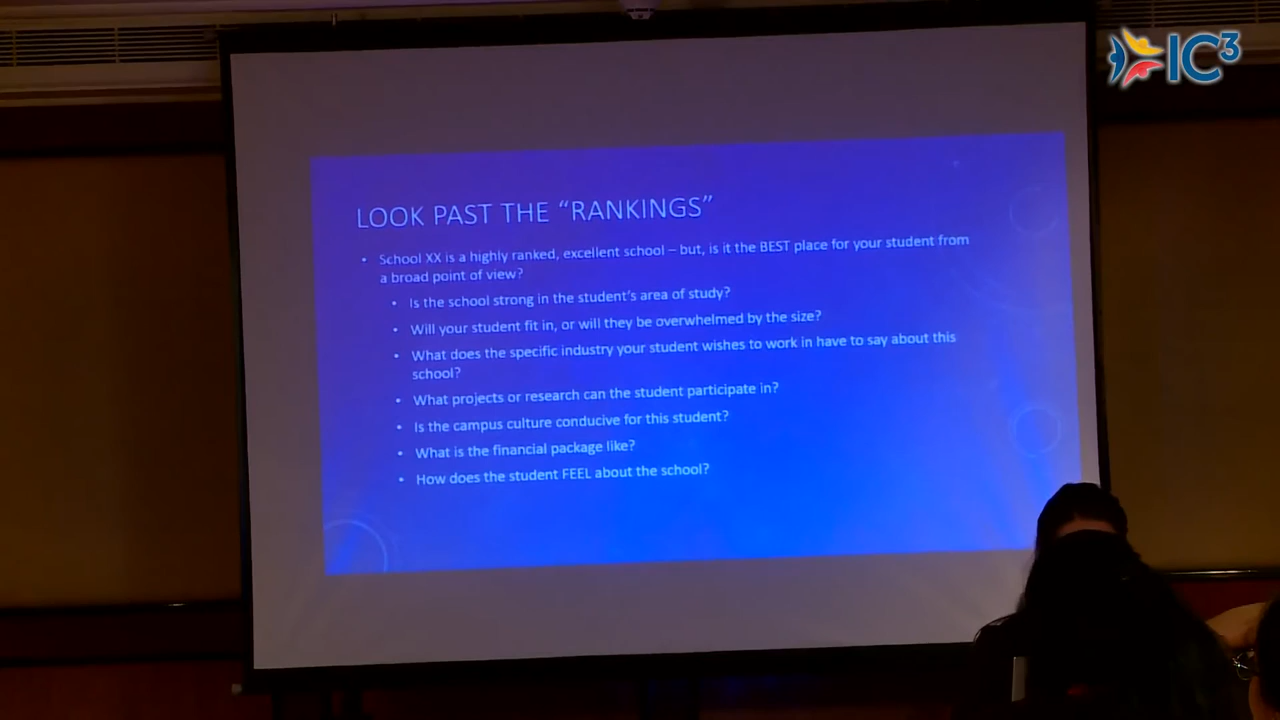 IC3
LOOK PAST THE “RANKINGS”
• School XX is a highly ranked, excellent school – but, is it the BEST place for your student from
a broad point of view?
• Is the school strong in the student's area of study?
• Will your student fit in, or will they be overwhelmed by the size?
• What does the specific industry your student wishes to work in have to say about this
school?
• What projects or research can the student participate in?
• Is the campus culture conducive for this student?
• What is the financial package like?
• How does the student FEEL about the school?